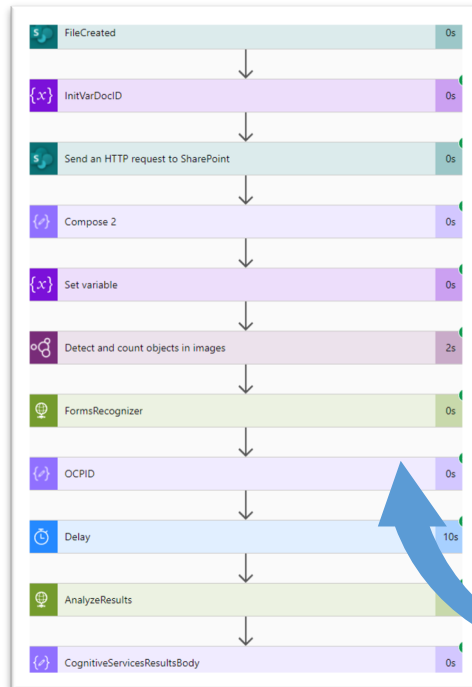 FileCreated 0s
{x} InitVarDocID 0s
Send an HTTP request to SharePoint 0s
Compose 2 0s
{x} Set variable 0s
Detect and count objects in images 2s
FormsRecognizer 0s
OCPID 0s
Delay 10s
AnalyzeResults
CognitiveServicesResultsBody 0s